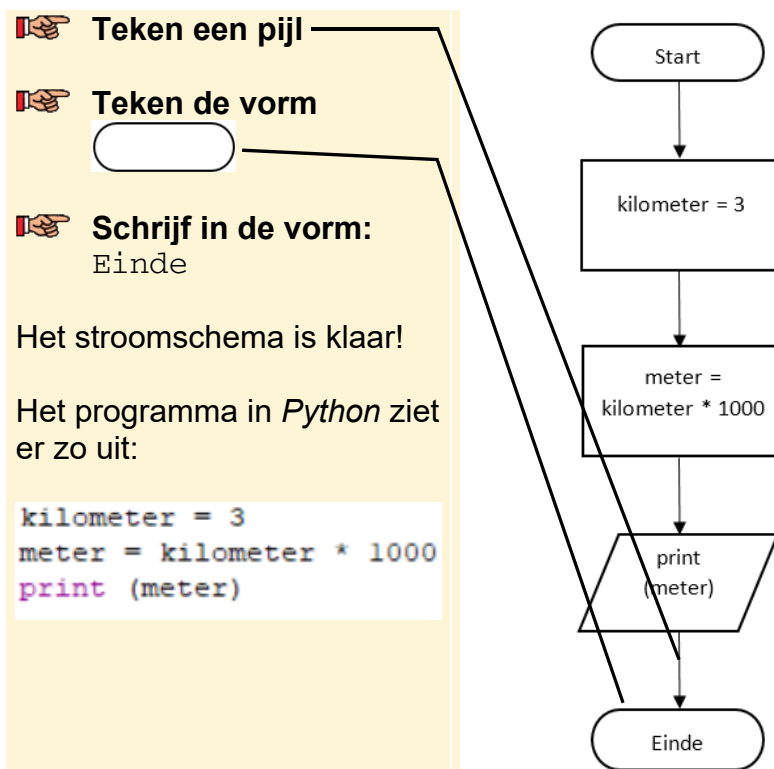 Teken een pijl
Teken de vorm
Schrijf in de vorm:
Einde
Het stroomschema is klaar!
Het programma in Python ziet
er zo uit:
kilometer = 3
meter = kilometer * 1000
print (meter)
Start
kilometer = 3
meter =
kilometer * 1000
print
(meter)
Einde